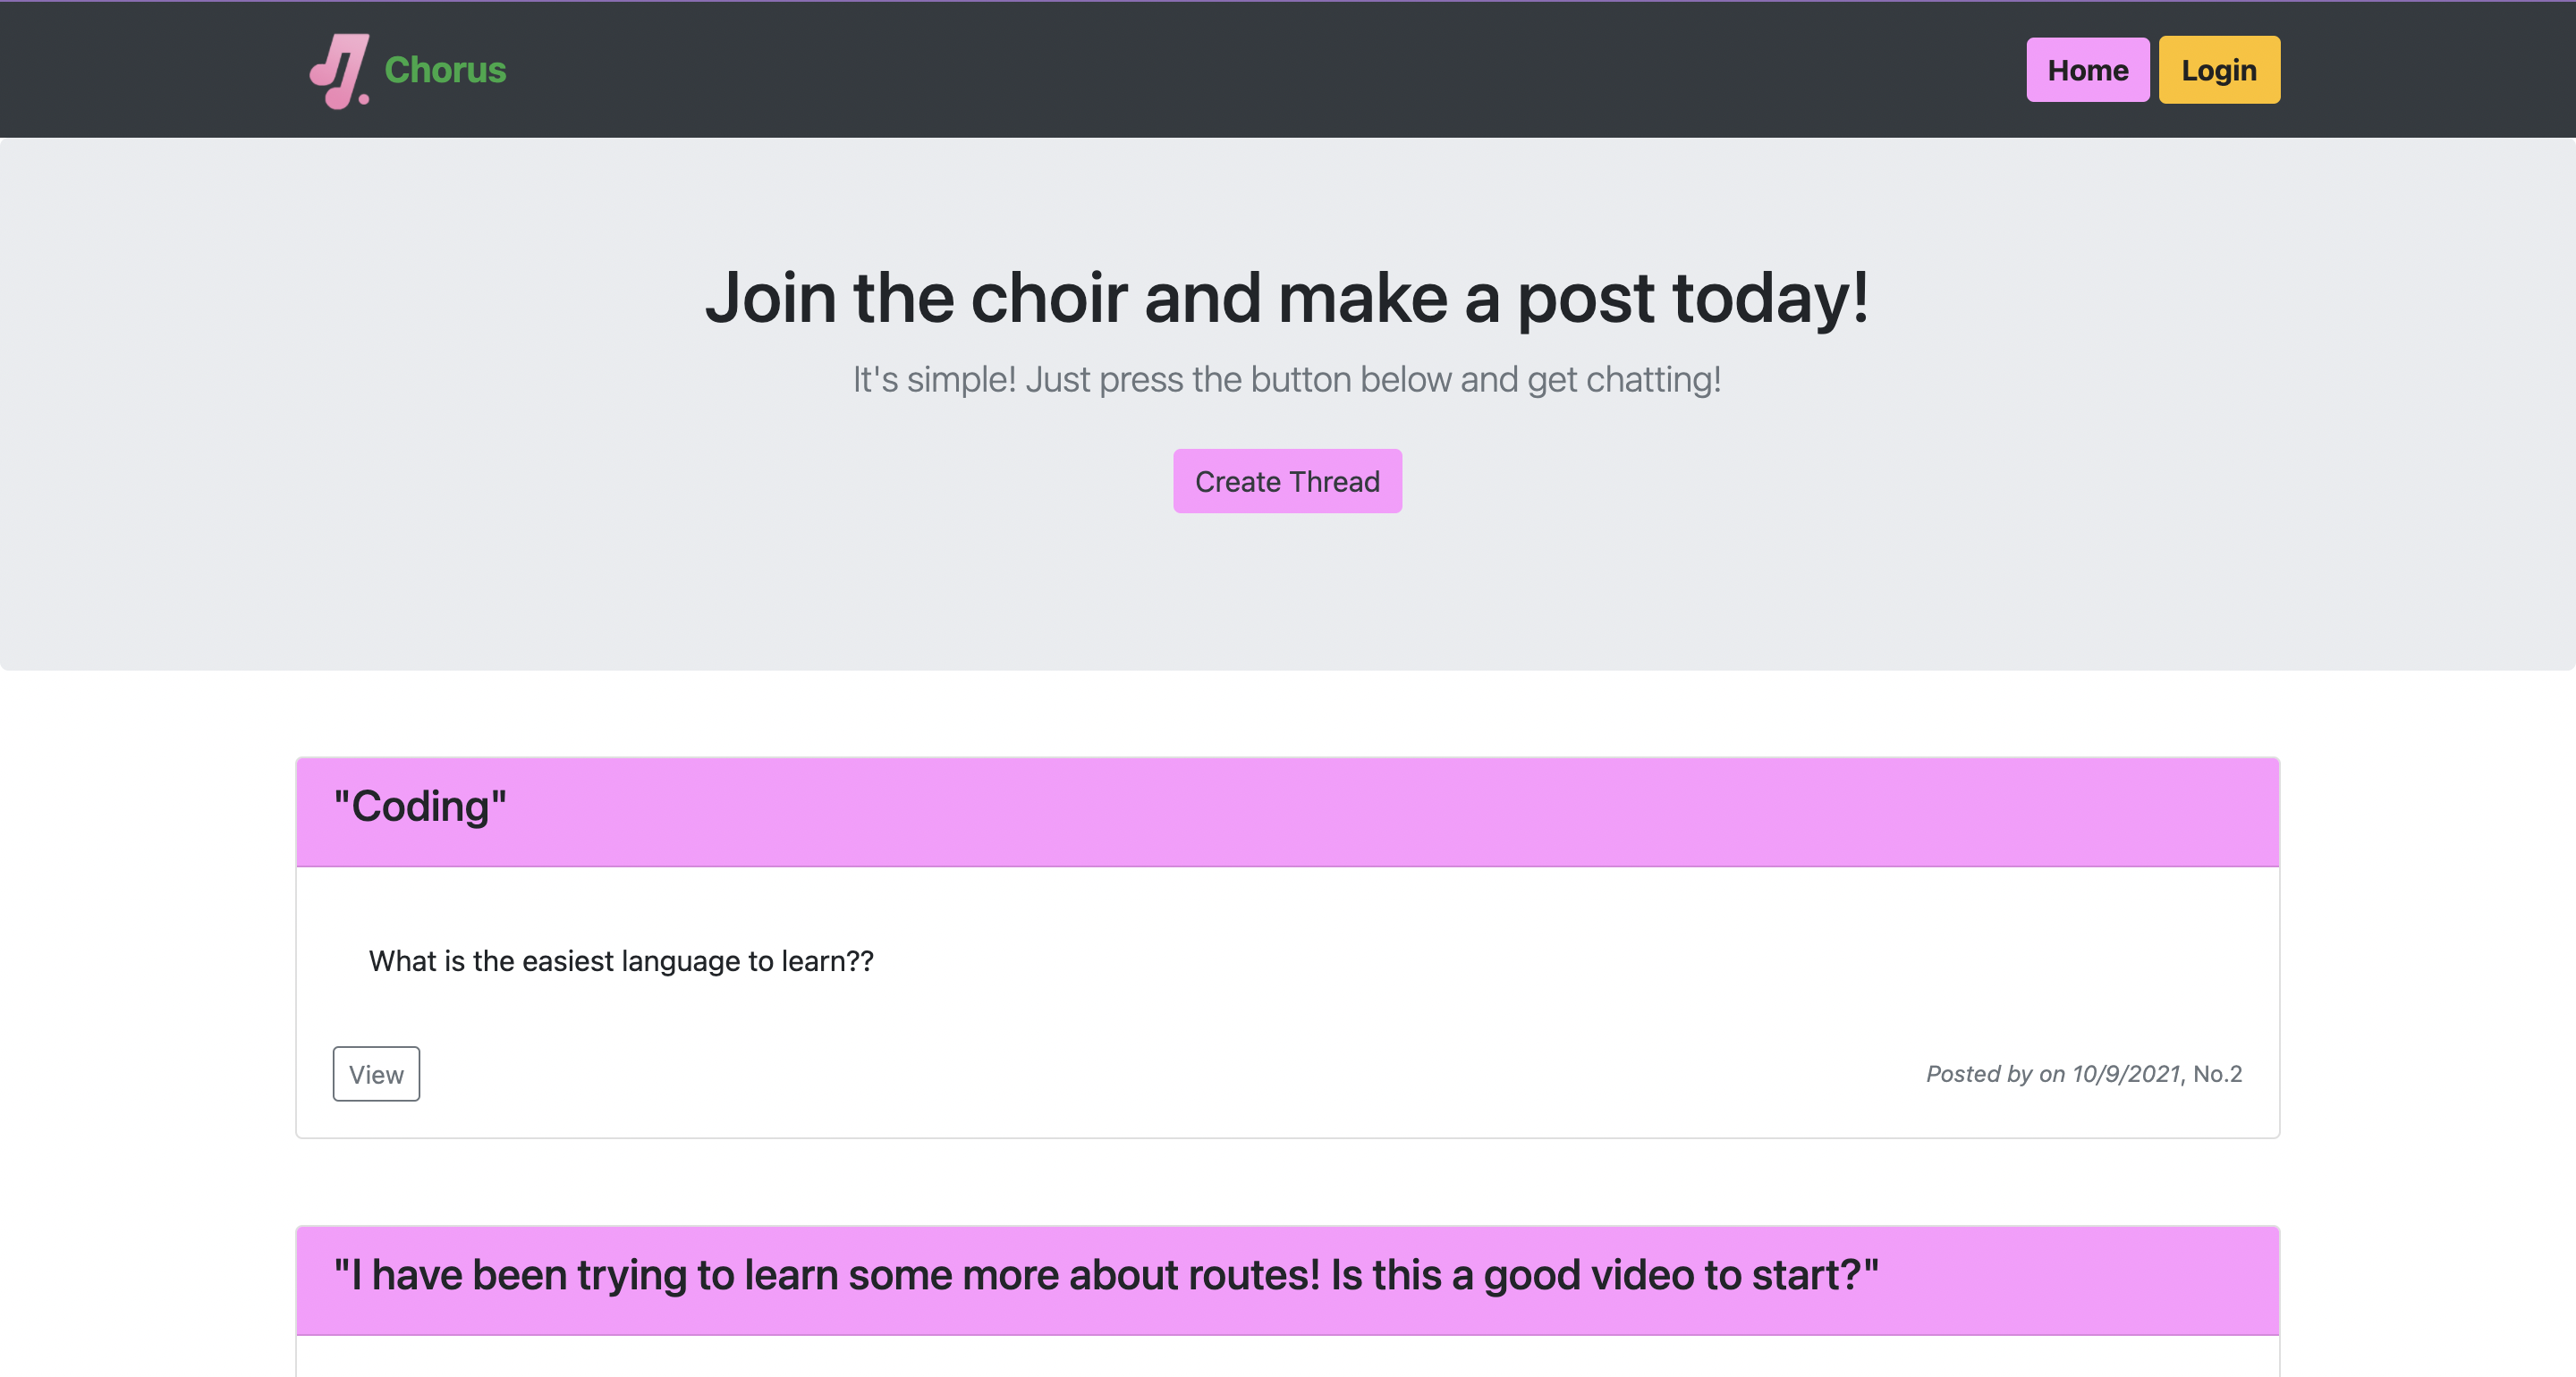 Chorus
Home
Login
Join the choir and make a post today!
It's simple! Just press the button below and get chatting!
Create Thread
"Coding"
What is the easiest language to learn??
View
Posted by on 10/9/2021, No.2
"I have been trying to learn some more about routes! Is this a good video to start?"